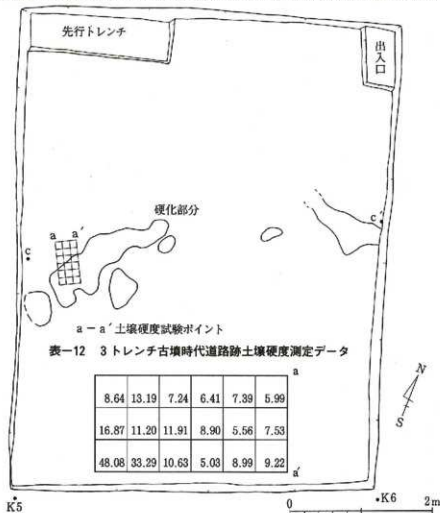 先行トレンチ
出入口
硬化部分
a a´
c
c´
a－a´土壌硬度試験ポイント
表－12 3トレンチ古墳時代道路跡土壌硬度測定データ
a
8.64 13.19 7.24 6.41 7.39 5.99
16.87 11.20 11.91 8.90 5.56 7.53
48.08 33.29 10.63 5.03 8.99 9.22
a´
N
S
K5
K6
0 2m